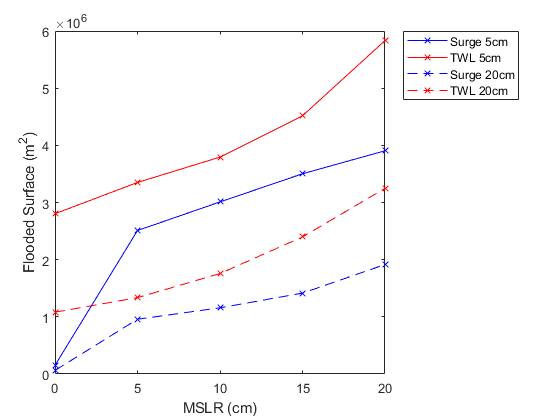 ×10^6
6
5
4
3
2
1
0
Flooded Surface (m^2)
0 5 10 15 20
MSLR (cm)
Surge 5cm
TWL 5cm
Surge 20cm
TWL 20cm